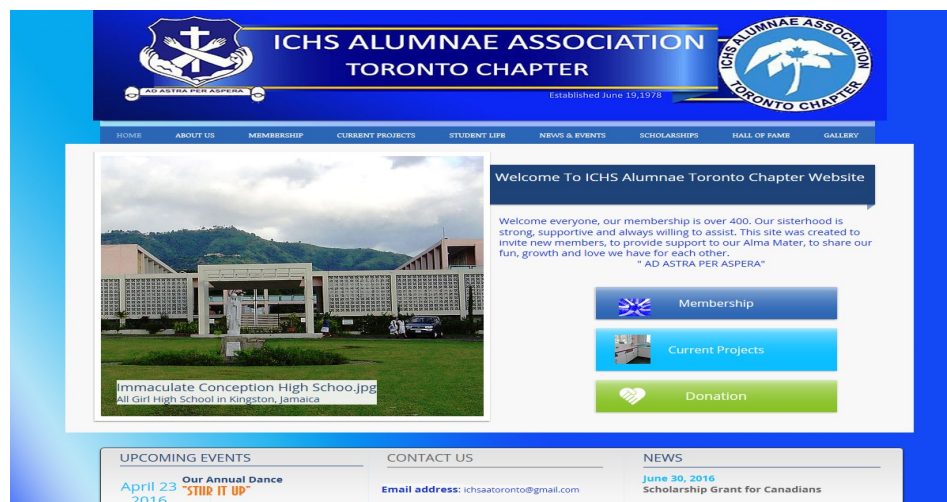 ICHS ALUMNAE ASSOCIATION
TORONTO CHAPTER
Established June 19,1978
AD ASTRA PER ASPERA
ICHS ALUMNAE ASSOCIATION
TORONTO CHAPTER
HOME ABOUT US MEMBERSHIP CURRENT PROJECTS STUDENT LIFE NEWS & EVENTS SCHOLARSHIPS HALL OF FAME GALLERY
Immaculate Conception High Schoo.jpg
All Girl High School in Kingston, Jamaica
Welcome To ICHS Alumnae Toronto Chapter Website
Welcome everyone, our membership is over 400. Our sisterhood is
strong, supportive and always willing to assist. This site was created to
invite new members, to provide support to our Alma Mater, to share our
fun, growth and love we have for each other.
" AD ASTRA PER ASPERA"
Membership
Current Projects
Donation
UPCOMING EVENTS
April 23
2016
Our Annual Dance
"STIIR IT UP"
CONTACT US
Email address: ichsaatoronto@gmail.com
NEWS
June 30, 2016
Scholarship Grant for Canadians